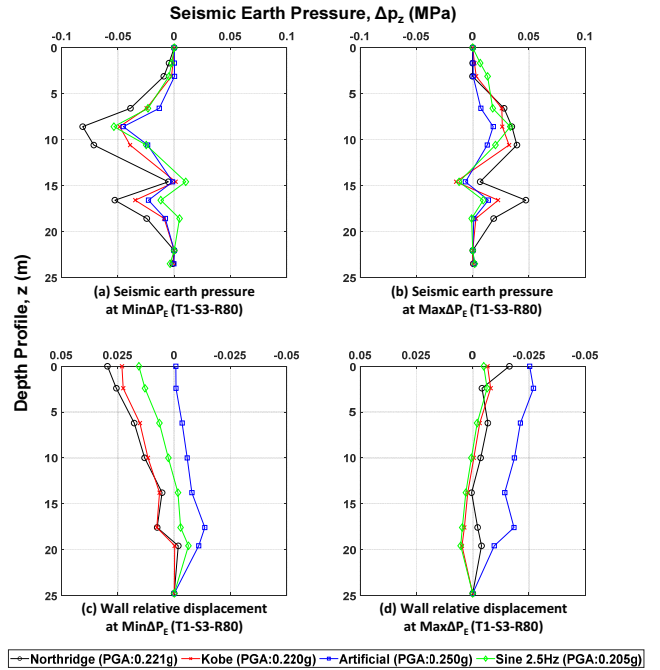 Seismic Earth Pressure, Δp_z (MPa)
-0.1 -0.05 0 0.05 0.1
-0.1 -0.05 0 0.05 0.1
0
5
10
15
20
25
0
5
10
15
20
25
(a) Seismic earth pressure
at MinΔP_E (T1-S3-R80)
(b) Seismic earth pressure
at MaxΔP_E (T1-S3-R80)
Depth Profile, z (m)
0.05 0.025 0 -0.025 -0.05
0.05 0.025 0 -0.025 -0.05
0
5
10
15
20
25
0
5
10
15
20
25
(c) Wall relative displacement
at MinΔP_E (T1-S3-R80)
(d) Wall relative displacement
at MaxΔP_E (T1-S3-R80)
Northridge (PGA:0.221g) Kobe (PGA:0.220g) Artificial (PGA:0.250g) Sine 2.5Hz (PGA:0.205g)